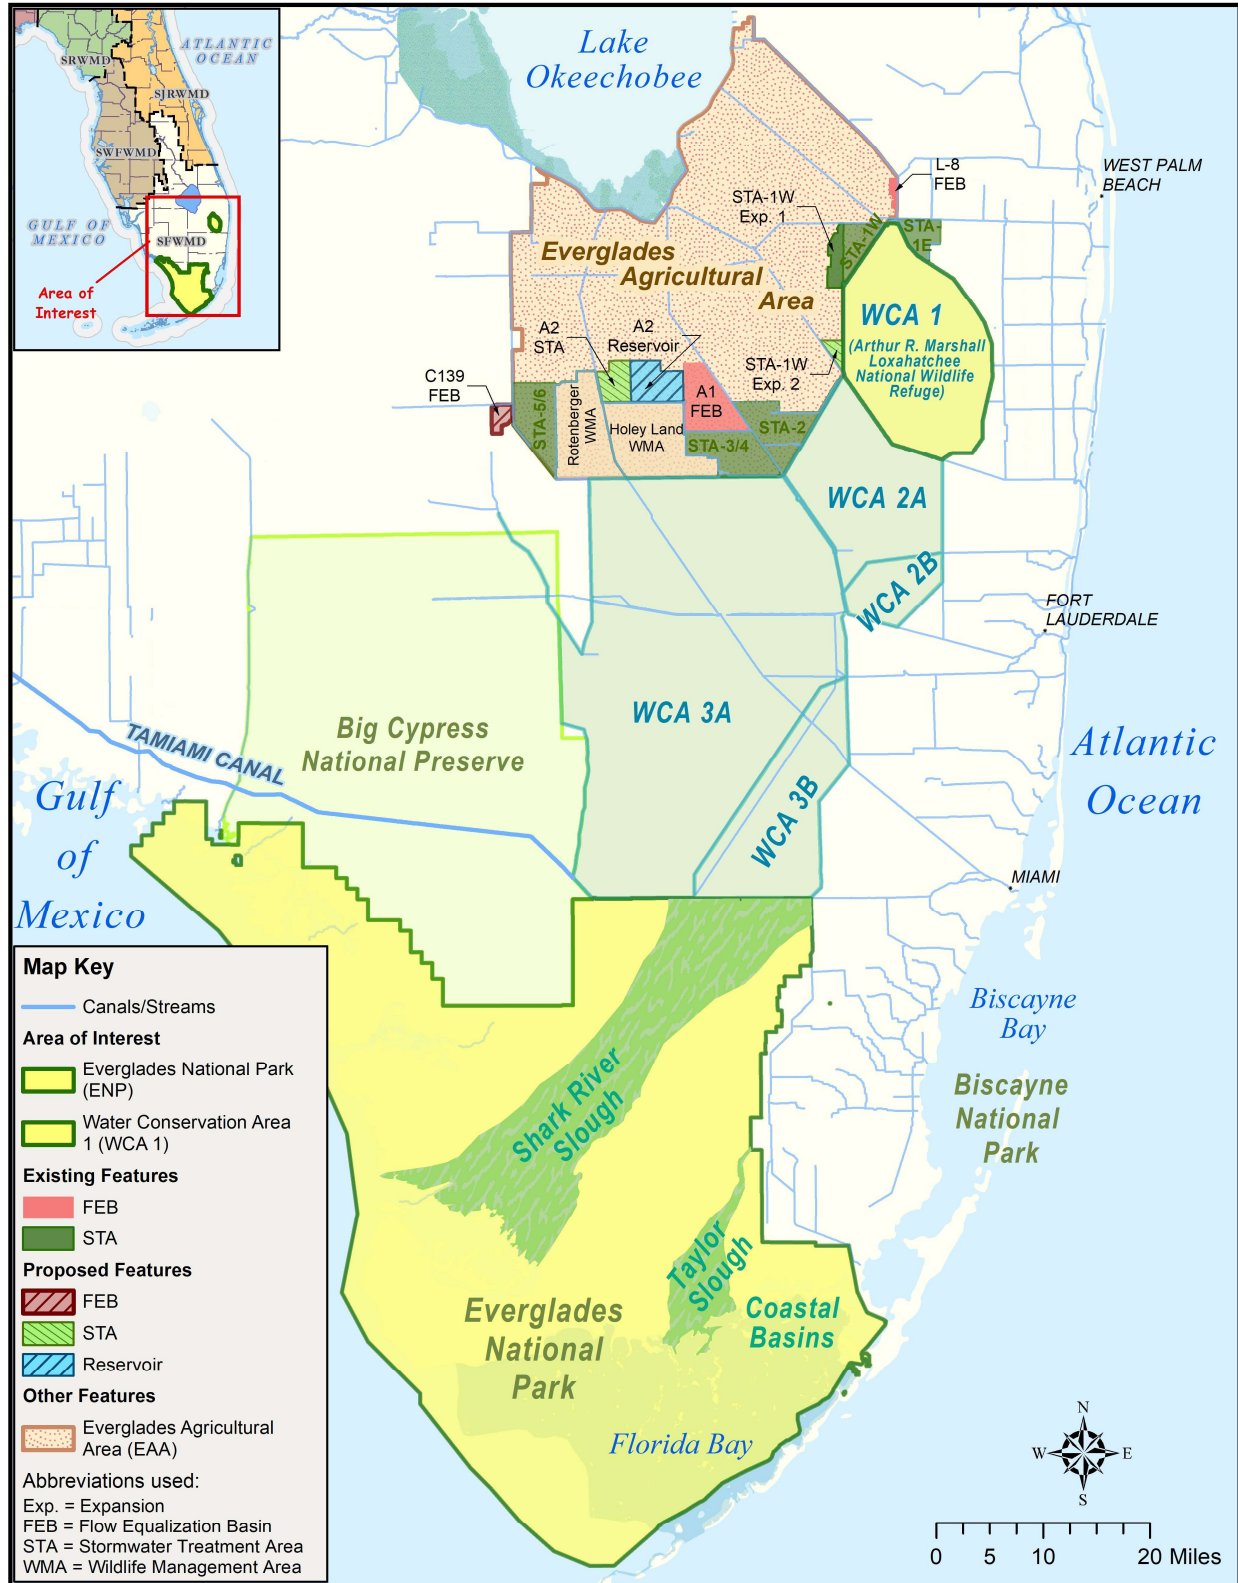 ATLANTIC
OCEAN
SRWMD
SJRWMD
SWFWMD
GULF OF
MEXICO
SFWMD
Area of
Interest
Lake
Okeechobee
L-8
FEB
WEST PALM
BEACH
STA-1W
Exp. 1
STA-1W
STA-
1E
Everglades
Agricultural
Area
WCA 1
(Arthur R. Marshall
Loxahatchee
National Wildlife
Refuge)
A2
STA
A2
Reservoir
STA-1W
Exp. 2
C139
FEB
A1
FEB
STA-5/6
Rotenberger
WMA
Holey Land
WMA
STA-3/4
STA-2
WCA 2A
WCA 2B
FORT
LAUDERDALE
WCA 3A
Big Cypress
National Preserve
TAMIAMI CANAL
WCA 3B
Atlantic
Ocean
Gulf
of
Mexico
MIAMI
Biscayne
Bay
Biscayne
National
Park
Shark River
Slough
Taylor
Slough
Coastal
Basins
Everglades
National
Park
Florida Bay
Map Key
Canals/Streams
Area of Interest
Everglades National Park
(ENP)
Water Conservation Area
1 (WCA 1)
Existing Features
FEB
STA
Proposed Features
FEB
STA
Reservoir
Other Features
Everglades Agricultural
Area (EAA)
Abbreviations used:
Exp. = Expansion
FEB = Flow Equalization Basin
STA = Stormwater Treatment Area
WMA = Wildlife Management Area
N
W
E
S
0 5 10 20 Miles